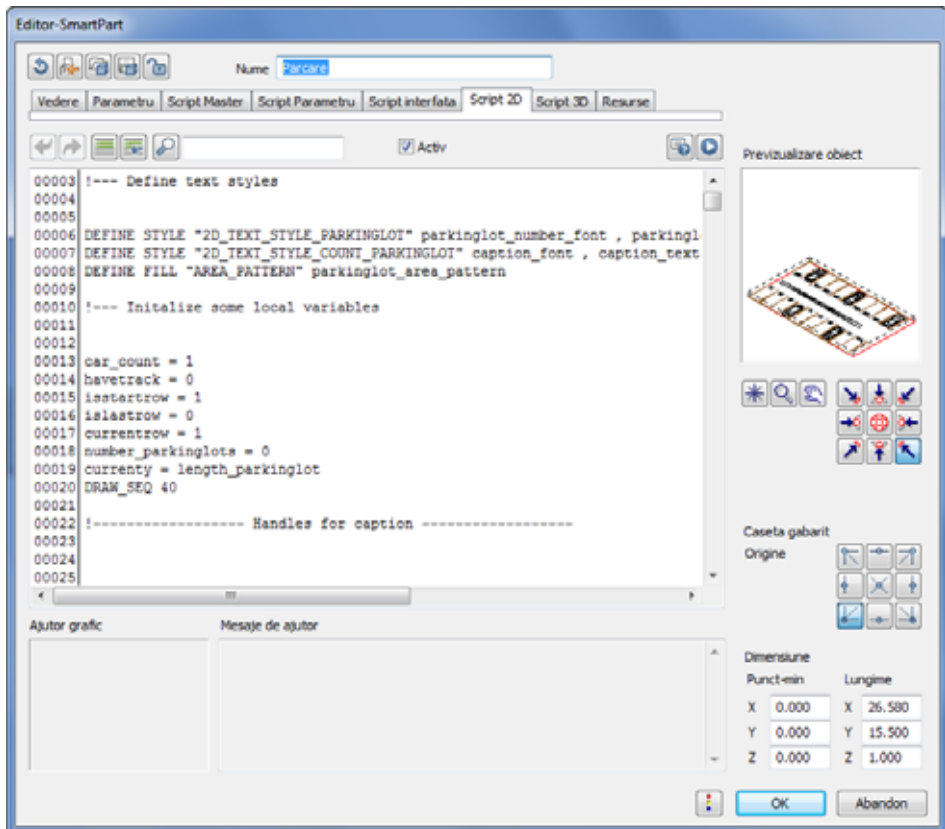 Editor-SmartPart
Nume Parcare
Vedere Parametru Script Master Script Parametru Script interfata Script 2D Script 3D Resurse
Activ
Previzualizare obiect
00003 !--- Define text styles
00004
00005
00006 DEFINE STYLE "2D_TEXT_STYLE_PARKINGLOT" parkinglot_number_font , parkingl
00007 DEFINE STYLE "2D_TEXT_STYLE_COUNT_PARKINGLOT" caption_font , caption_text
00008 DEFINE FILL "AREA_PATTERN" parkinglot_area_pattern
00009
00010 !--- Initalize some local variables
00011
00012
00013 car_count = 1
00014 havetrack = 0
00015 isstartrow = 1
00016 islastrow = 0
00017 currentrow = 1
00018 number_parkinglots = 0
00019 currenty = length_parkinglot
00020 DRAW_SEQ 40
00021
00022 !------------------ Handles for caption ------------------
00023
00024
00025
Caseta gabarit
Origine
Ajutor grafic Mesaje de ajutor
Dimensiune
Punct-min Lungime
X 0.000 X 26.580
Y 0.000 Y 15.500
Z 0.000 Z 1.000
OK Abandon